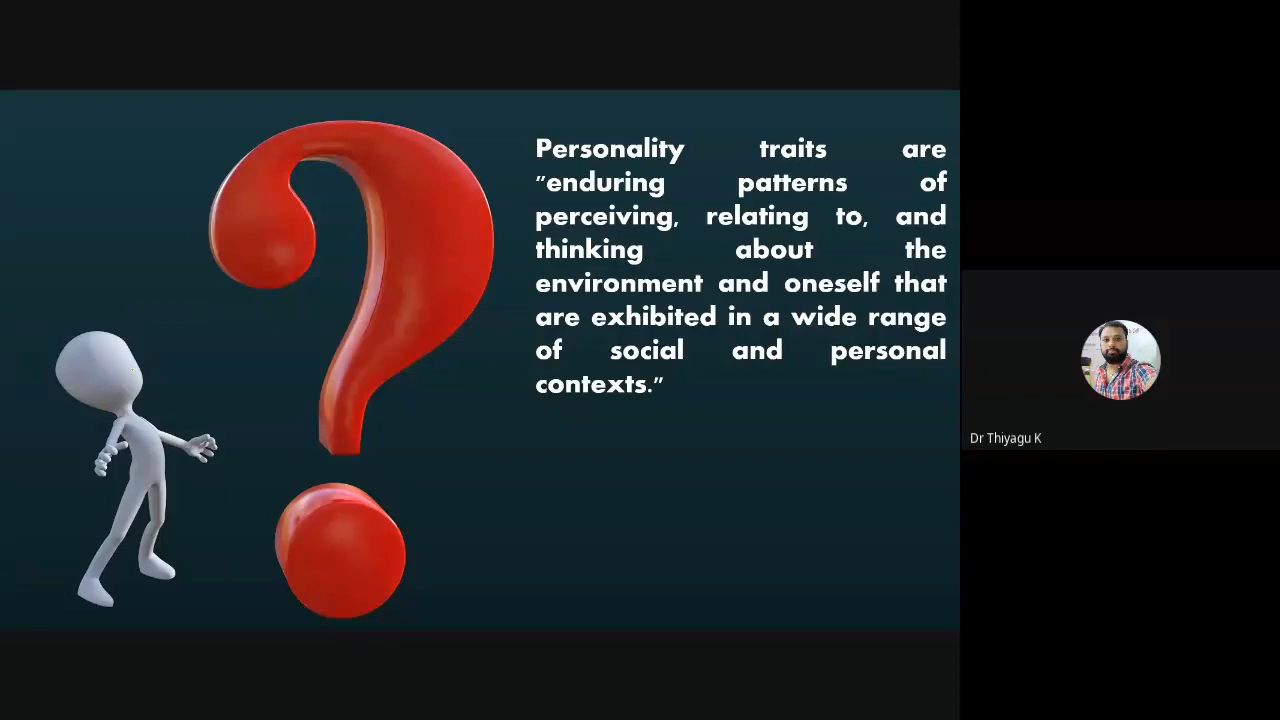 Personality traits are
"enduring patterns of
perceiving, relating to, and
thinking about the
environment and oneself that
are exhibited in a wide range
of social and personal
contexts."
Dr Thiyagu K